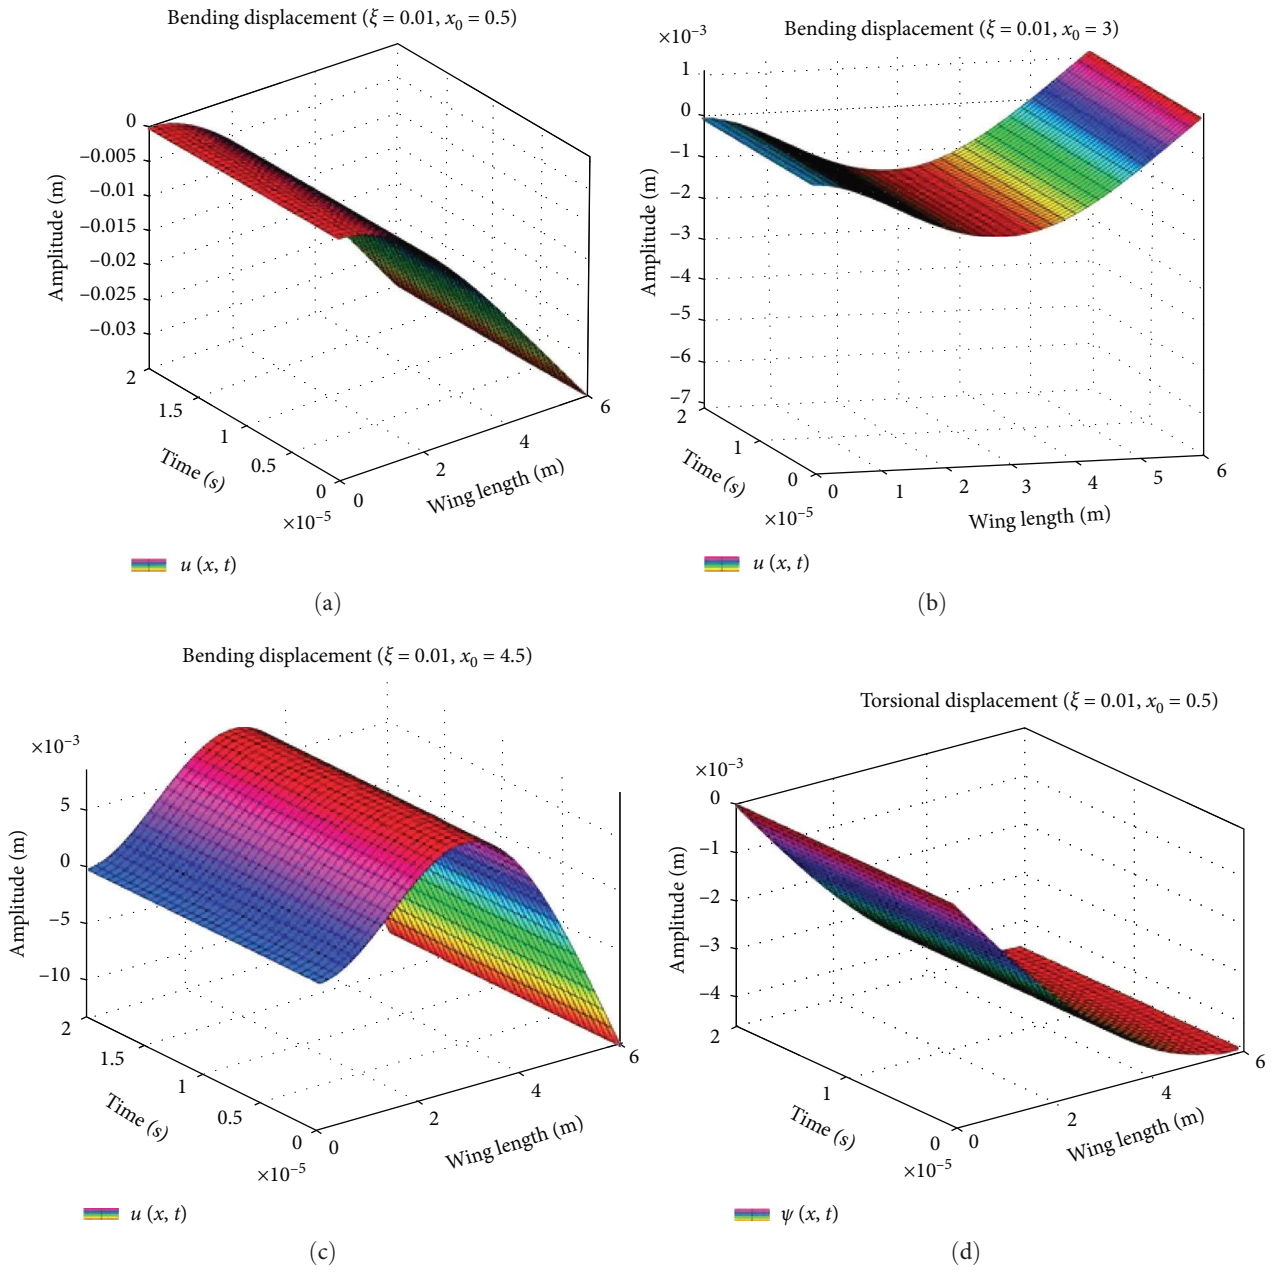 Bending displacement (ξ = 0.01, x₀ = 0.5)
0
–0.005
–0.01
–0.015
–0.02
–0.025
–0.03
Amplitude (m)
2
1.5
1
0.5
0
Time (s)
×10⁻⁵
0
2
4
6
Wing length (m)
u (x, t)
(a)
Bending displacement (ξ = 0.01, x₀ = 3)
×10⁻³
1
0
–1
–2
–3
–4
–5
–6
–7
Amplitude (m)
2
1
0
Time (s)
×10⁻⁵
0
1
2
3
4
5
6
Wing length (m)
u (x, t)
(b)
Bending displacement (ξ = 0.01, x₀ = 4.5)
×10⁻³
5
0
–5
–10
Amplitude (m)
2
1.5
1
0.5
0
Time (s)
×10⁻⁵
0
2
4
6
Wing length (m)
u (x, t)
(c)
Torsional displacement (ξ = 0.01, x₀ = 0.5)
×10⁻³
0
–1
–2
–3
–4
Amplitude (m)
2
1
0
Time (s)
×10⁻⁵
0
2
4
6
Wing length (m)
ψ (x, t)
(d)